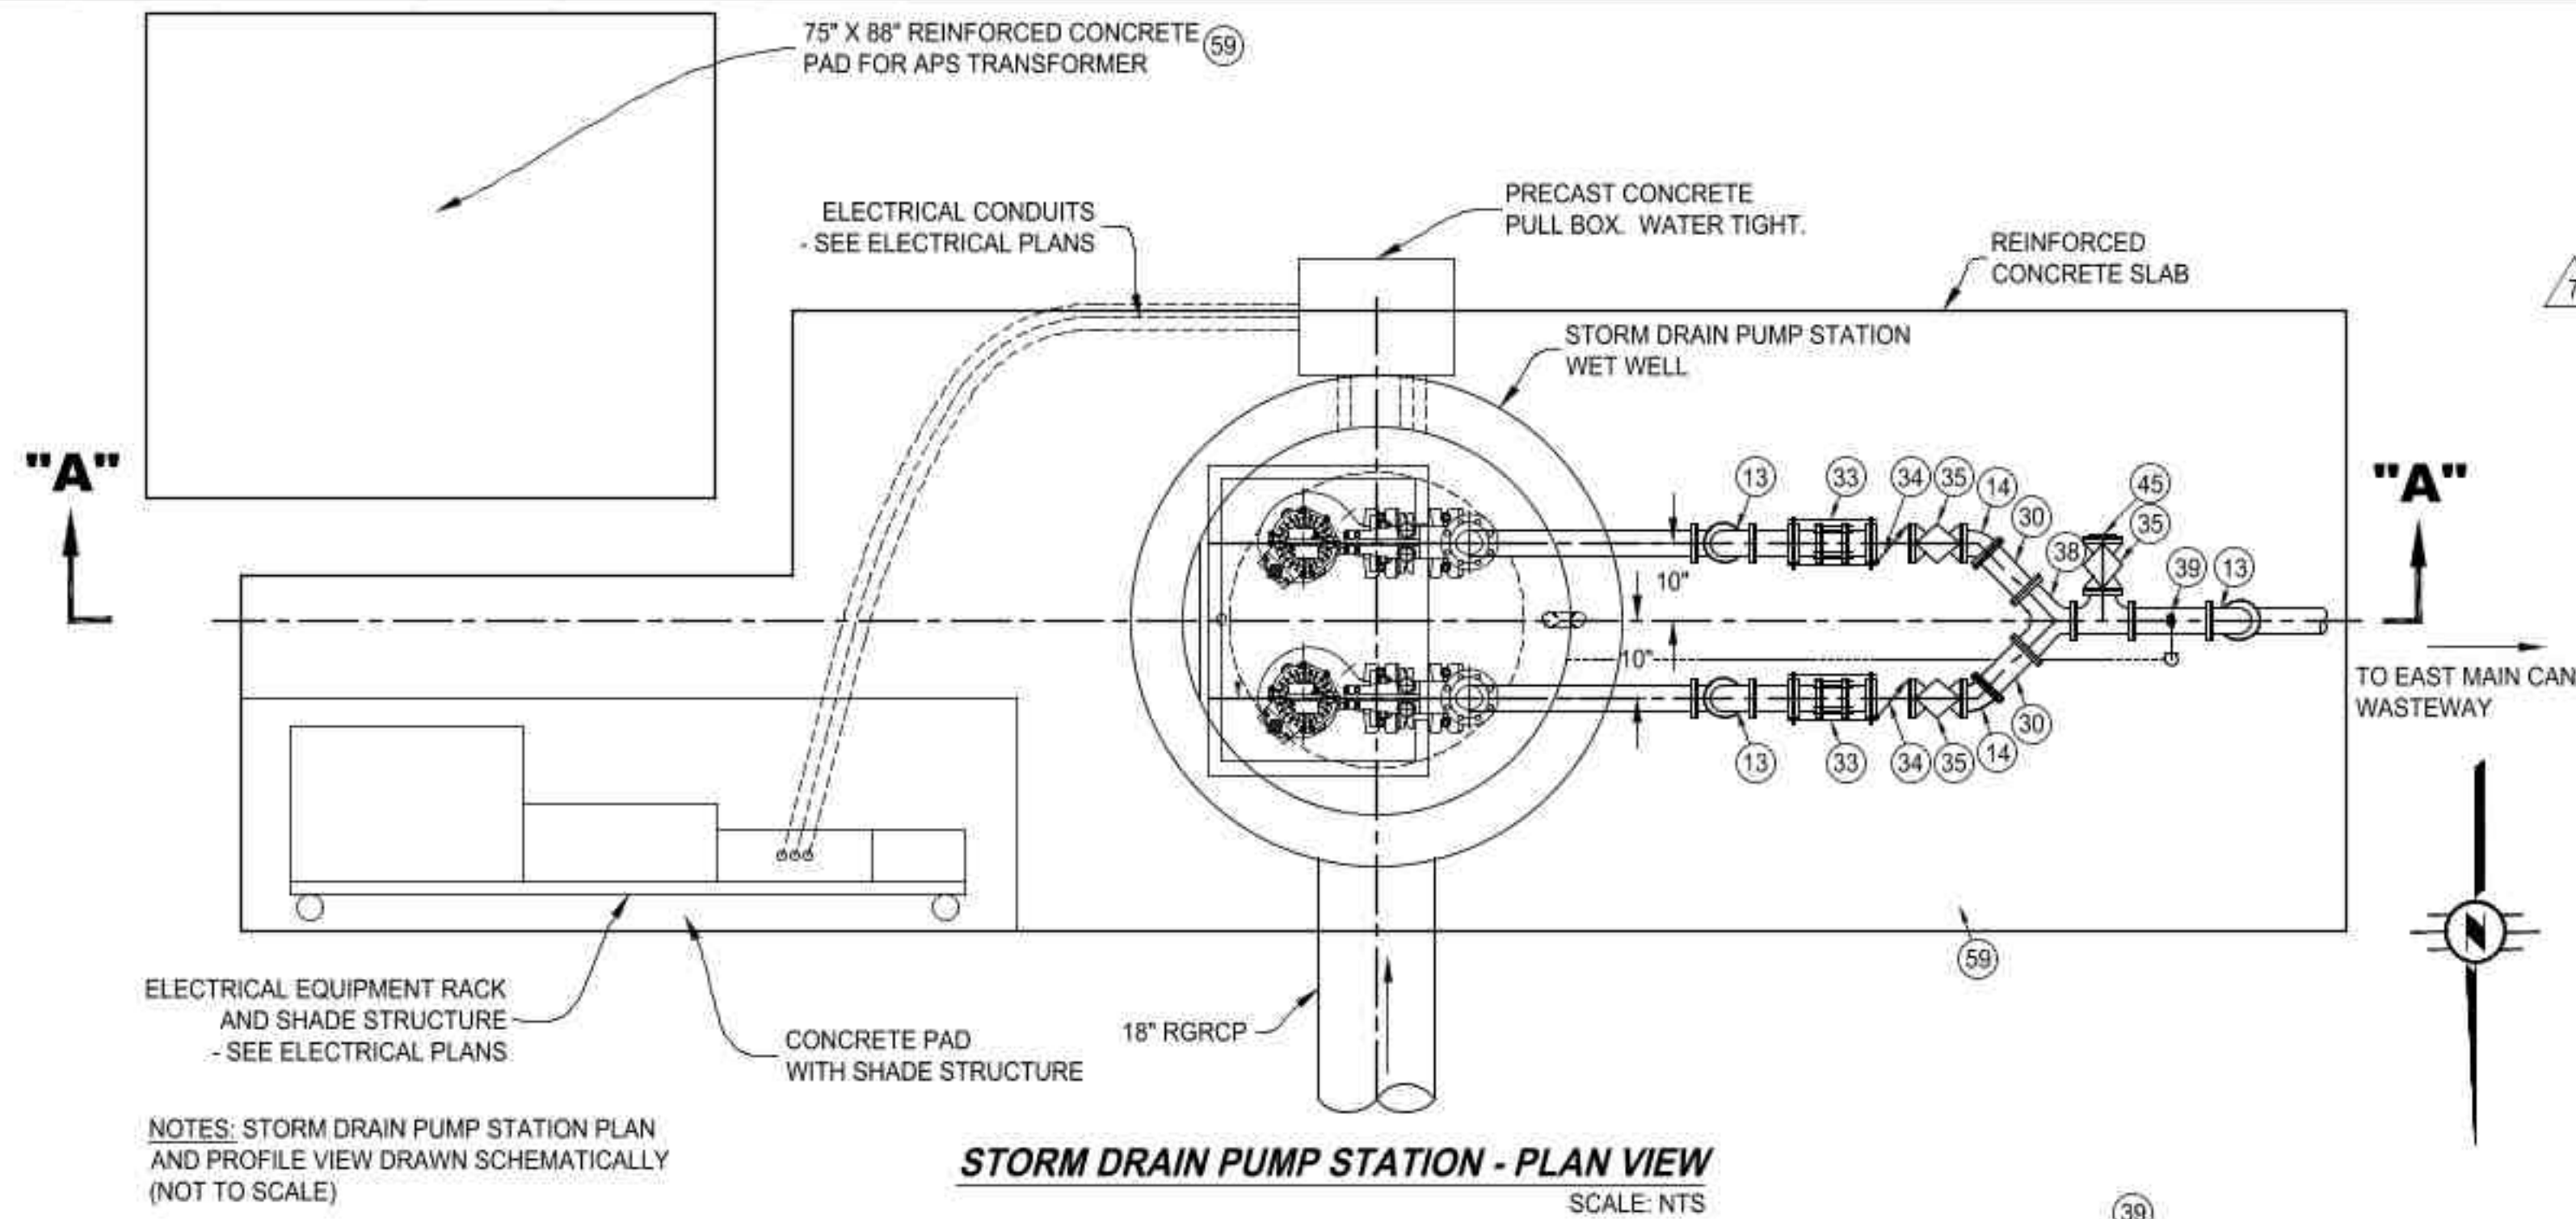 75" X 88" REINFORCED CONCRETE 59
PAD FOR APS TRANSFORMER
ELECTRICAL CONDUITS
- SEE ELECTRICAL PLANS
PRECAST CONCRETE
PULL BOX. WATER TIGHT.
REINFORCED
CONCRETE SLAB
7
STORM DRAIN PUMP STATION
WET WELL
"A"
"A"
13 33 34 35 14 30 38 45 35 39 13
10"
10"
13 33 34 35 14 30
TO EAST MAIN CAN
WASTEWAY
N
59
ELECTRICAL EQUIPMENT RACK
AND SHADE STRUCTURE
- SEE ELECTRICAL PLANS
CONCRETE PAD
WITH SHADE STRUCTURE
18" RGRCP
NOTES: STORM DRAIN PUMP STATION PLAN
AND PROFILE VIEW DRAWN SCHEMATICALLY
(NOT TO SCALE)
STORM DRAIN PUMP STATION - PLAN VIEW
SCALE: NTS
39